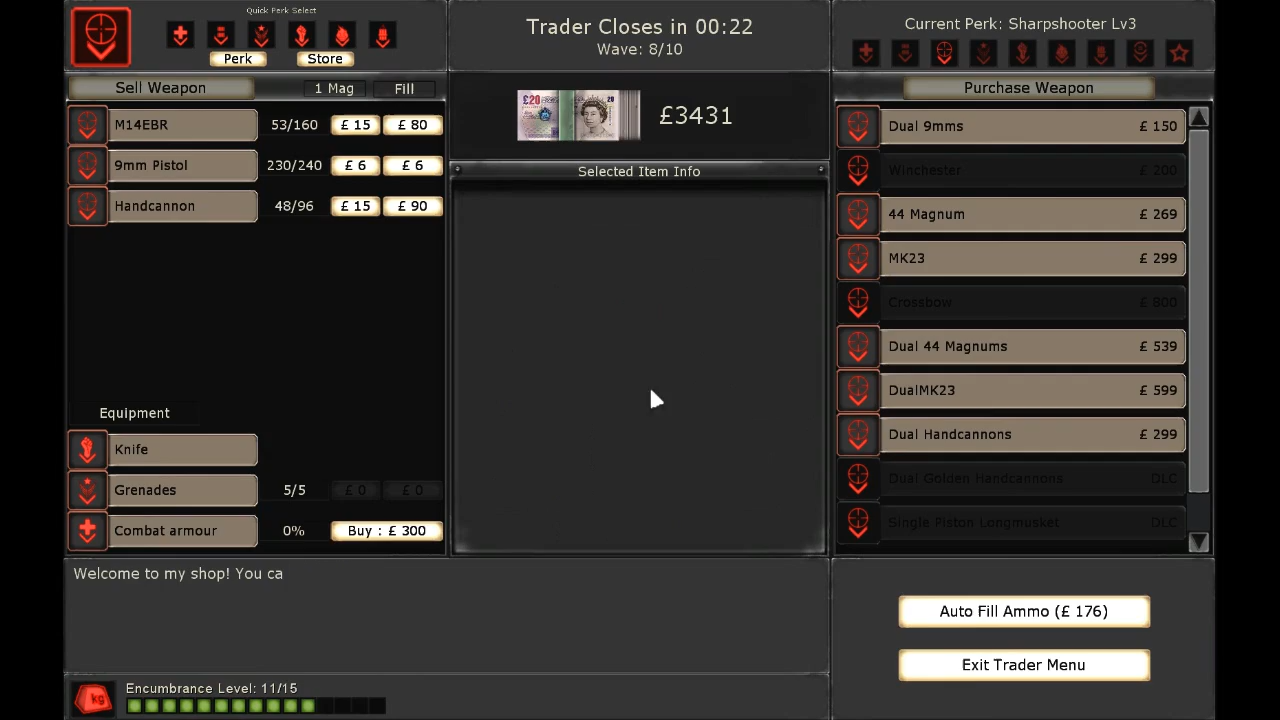 Quick Perk Select
Perk
Store
Trader Closes in 00:22
Wave: 8/10
Current Perk: Sharpshooter Lv3
Sell Weapon
1 Mag
Fill
M14EBR 53/160 £ 15 £ 80
9mm Pistol 230/240 £ 6 £ 6
Handcannon 48/96 £ 15 £ 90
Equipment
Knife
Grenades 5/5 £ 0 £ 0
Combat armour 0% Buy : £ 300
£20
20
£3431
Selected Item Info
Purchase Weapon
Dual 9mms £ 150
Winchester £ 200
44 Magnum £ 269
MK23 £ 299
Crossbow £ 800
Dual 44 Magnums £ 539
DualMK23 £ 599
Dual Handcannons £ 299
Dual Golden Handcannons DLC
Single Piston Longmusket DLC
Welcome to my shop! You ca
Auto Fill Ammo (£ 176)
Exit Trader Menu
kg
Encumbrance Level: 11/15